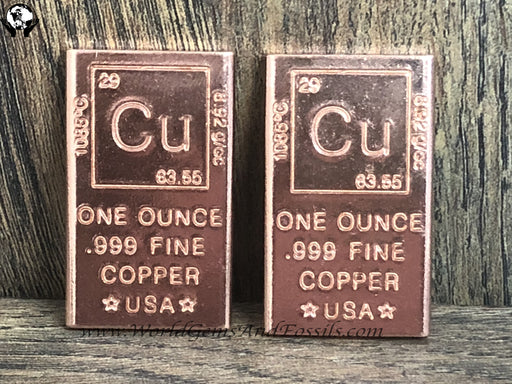 29
Cu
63.55
1085°C
8.92 g/cc
ONE OUNCE
.999 FINE
COPPER
☆USA☆
29
Cu
63.55
1085°C
8.92 g/cc
ONE OUNCE
.999 FINE
COPPER
☆USA☆
www.WorldGemsAndFossils.com